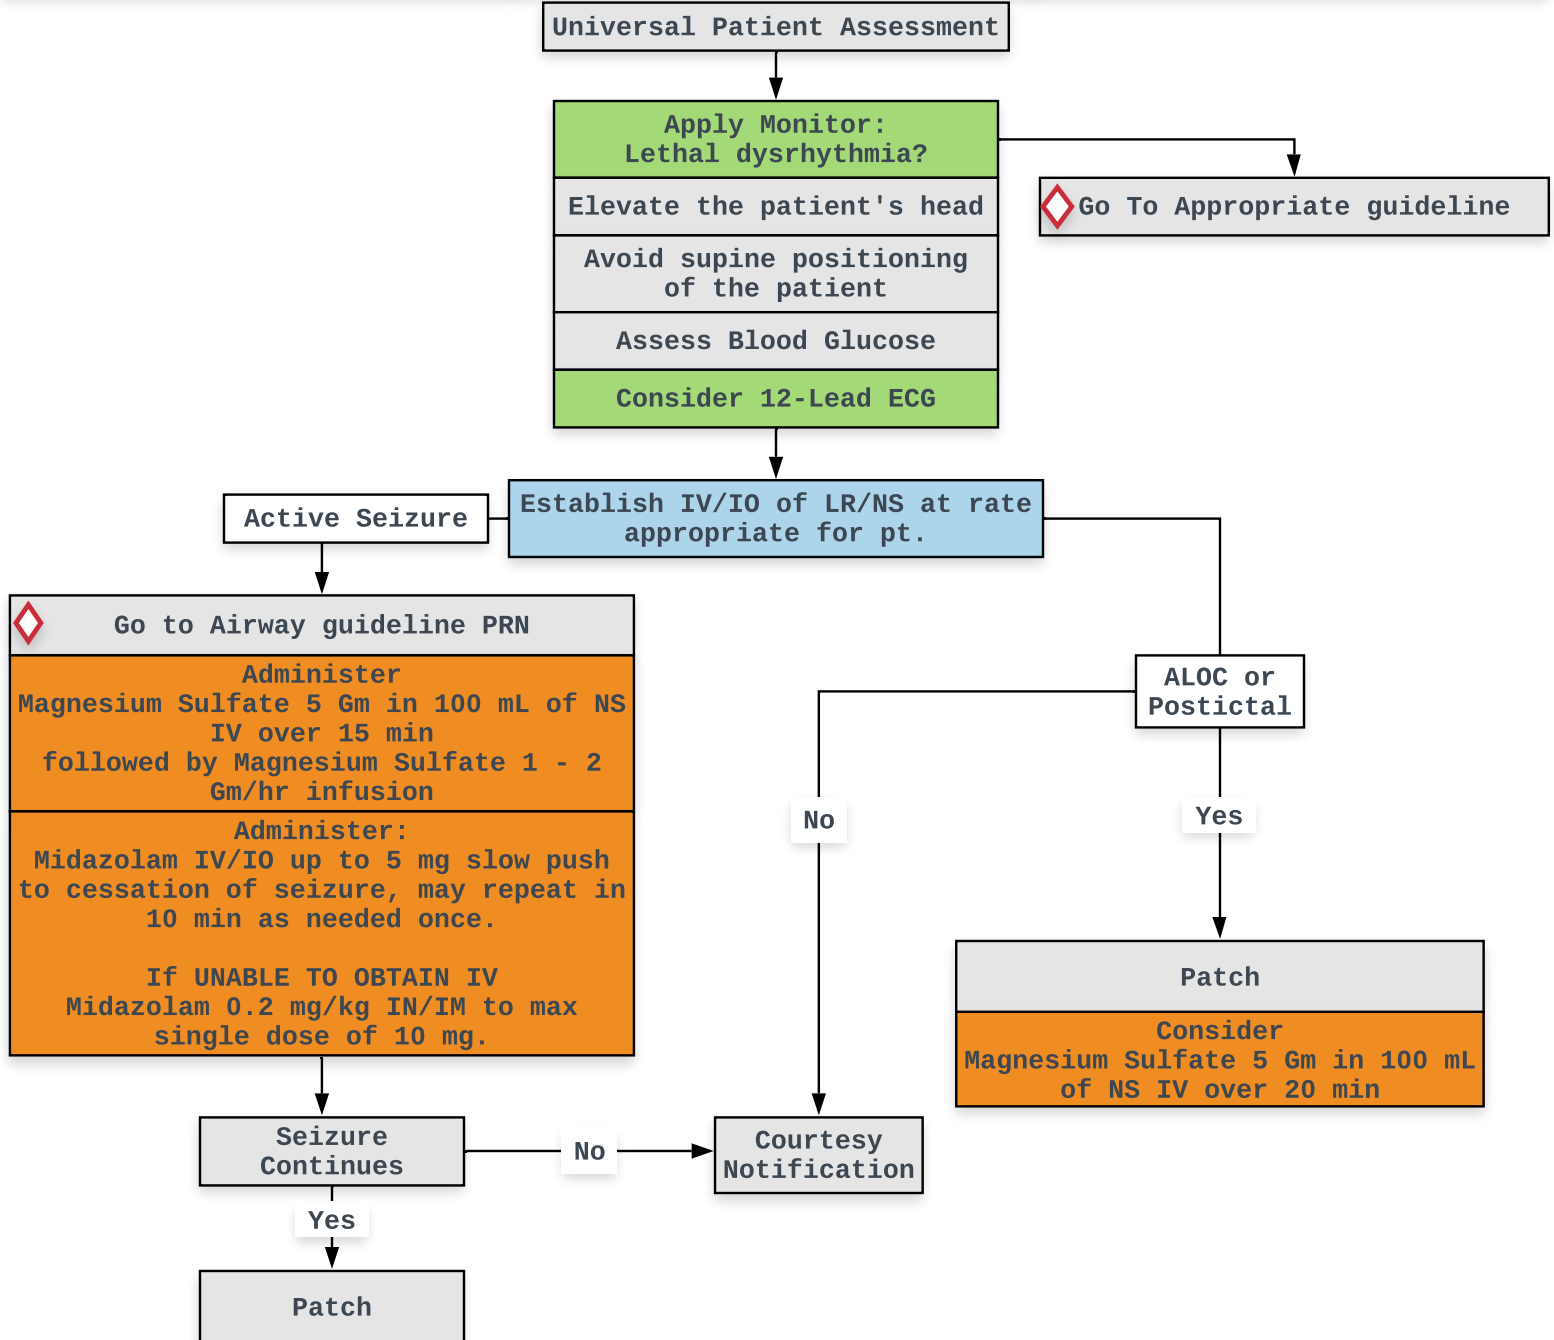 Universal Patient Assessment
Apply Monitor:
Lethal dysrhythmia?
Go To Appropriate guideline
Elevate the patient's head
Avoid supine positioning
of the patient
Assess Blood Glucose
Consider 12-Lead ECG
Establish IV/IO of LR/NS at rate
appropriate for pt.
Active Seizure
Go to Airway guideline PRN
Administer
Magnesium Sulfate 5 Gm in 100 mL of NS
IV over 15 min
followed by Magnesium Sulfate 1 - 2
Gm/hr infusion
Administer:
Midazolam IV/IO up to 5 mg slow push
to cessation of seizure, may repeat in
10 min as needed once.
If UNABLE TO OBTAIN IV
Midazolam 0.2 mg/kg IN/IM to max
single dose of 10 mg.
ALOC or
Postictal
No
Yes
Patch
Consider
Magnesium Sulfate 5 Gm in 100 mL
of NS IV over 20 min
Seizure
Continues
No
Courtesy
Notification
Yes
Patch